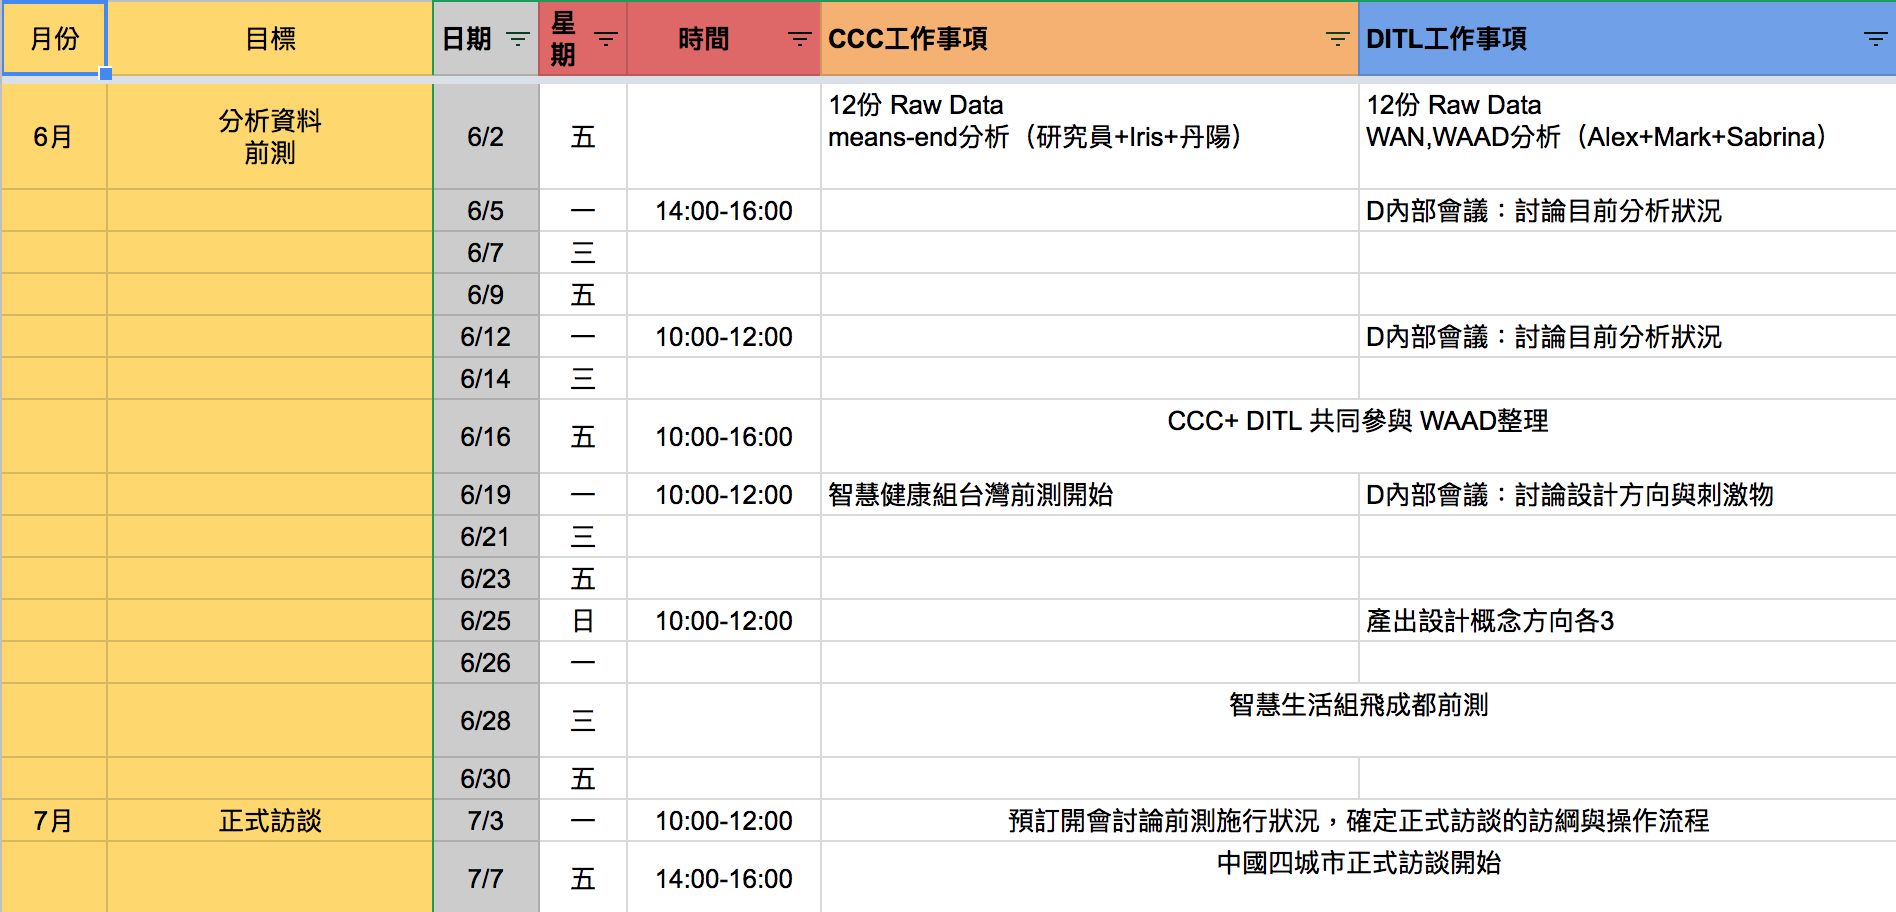 月份 目標 日期 星期 時間 CCC工作事項 DITL工作事項
6月 分析資料 前測 6/2 五 12份 Raw Data means-end分析（研究員+Iris+丹陽） 12份 Raw Data WAN,WAAD分析（Alex+Mark+Sabrina）
6/5 一 14:00-16:00 D內部會議：討論目前分析狀況
6/7 三
6/9 五
6/12 一 10:00-12:00 D內部會議：討論目前分析狀況
6/14 三
6/16 五 10:00-16:00 CCC+ DITL 共同參與 WAAD整理
6/19 一 10:00-12:00 智慧健康組台灣前測開始 D內部會議：討論設計方向與刺激物
6/21 三
6/23 五
6/25 日 10:00-12:00 產出設計概念方向各3
6/26 一
6/28 三 智慧生活組飛成都前測
6/30 五
7月 正式訪談 7/3 一 10:00-12:00 預訂開會討論前測施行狀況，確定正式訪談的訪綱與操作流程
7/7 五 14:00-16:00 中國四城市正式訪談開始